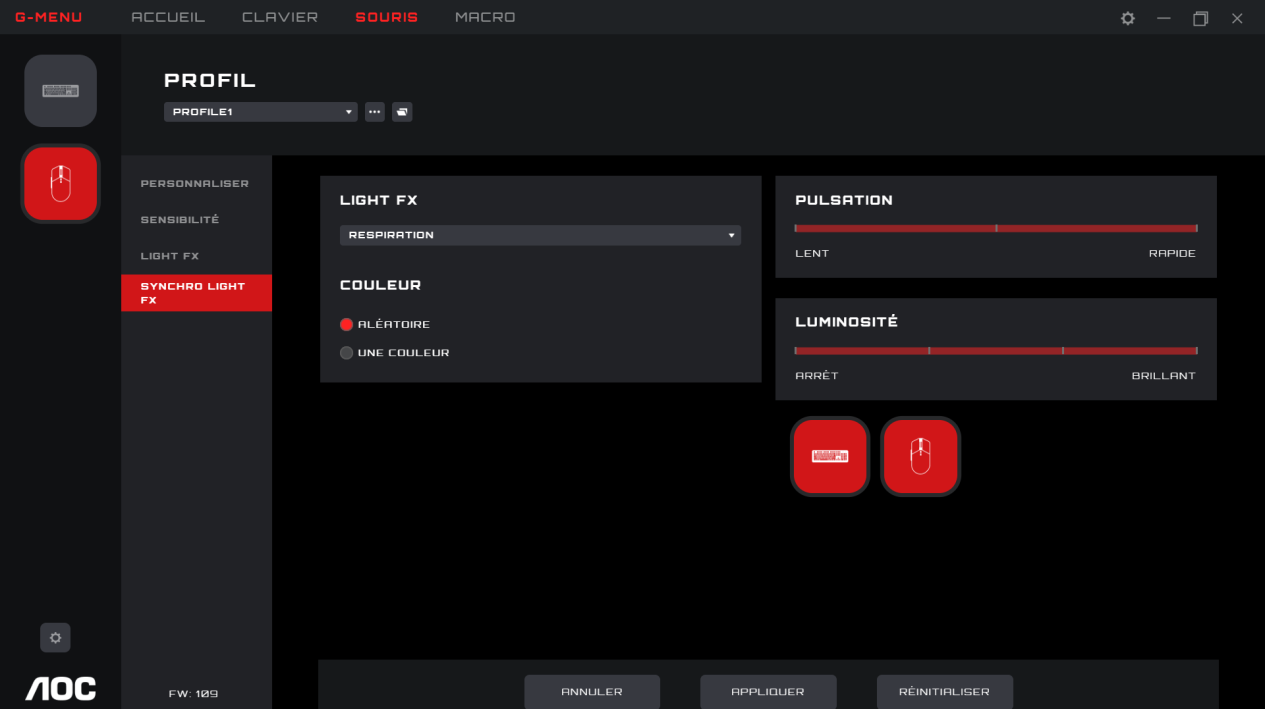 G-MENU
ACCUEIL
CLAVIER
SOURIS
MACRO
PROFIL
PROFILE1
PERSONNALISER
SENSIBILITÉ
LIGHT FX
SYNCHRO LIGHT
FX
LIGHT FX
RESPIRATION
COULEUR
ALÉATOIRE
UNE COULEUR
PULSATION
LENT
RAPIDE
LUMINOSITÉ
ARRÊT
BRILLANT
AOC
FW: 109
ANNULER
APPLIQUER
RÉINITIALISER